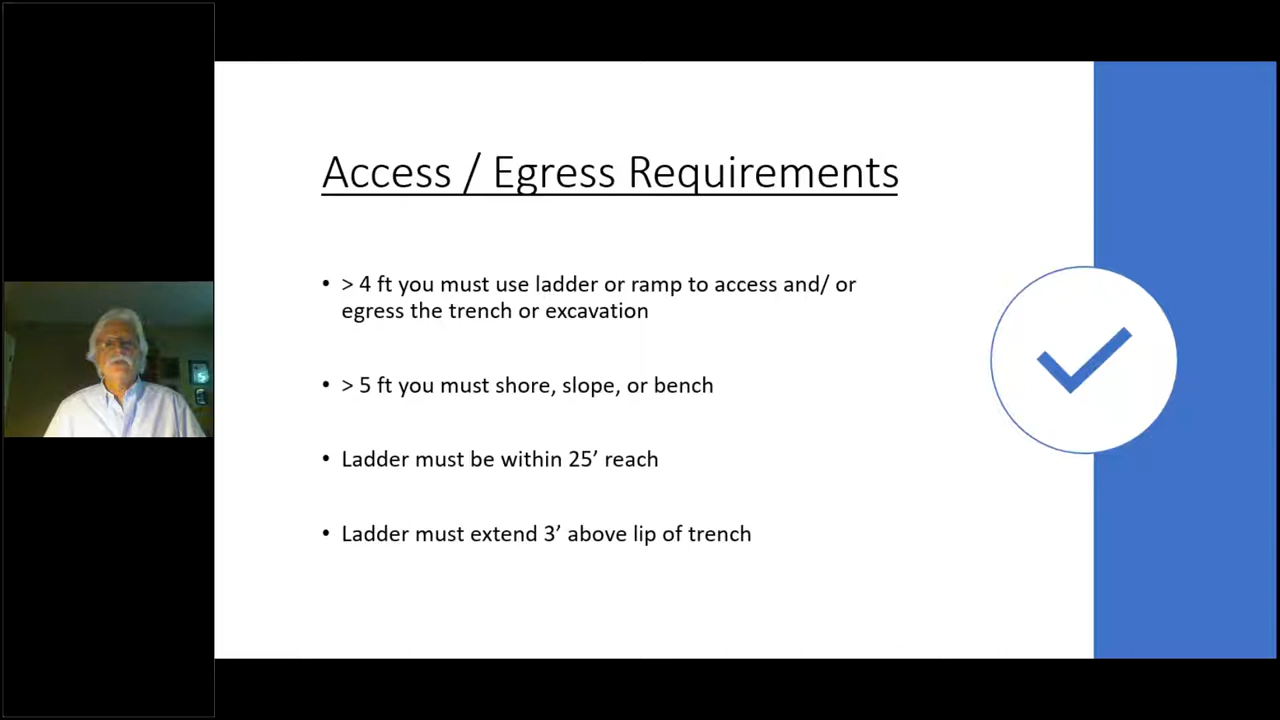 Access / Egress Requirements
• > 4 ft you must use ladder or ramp to access and/ or
egress the trench or excavation
• > 5 ft you must shore, slope, or bench
• Ladder must be within 25’ reach
• Ladder must extend 3’ above lip of trench